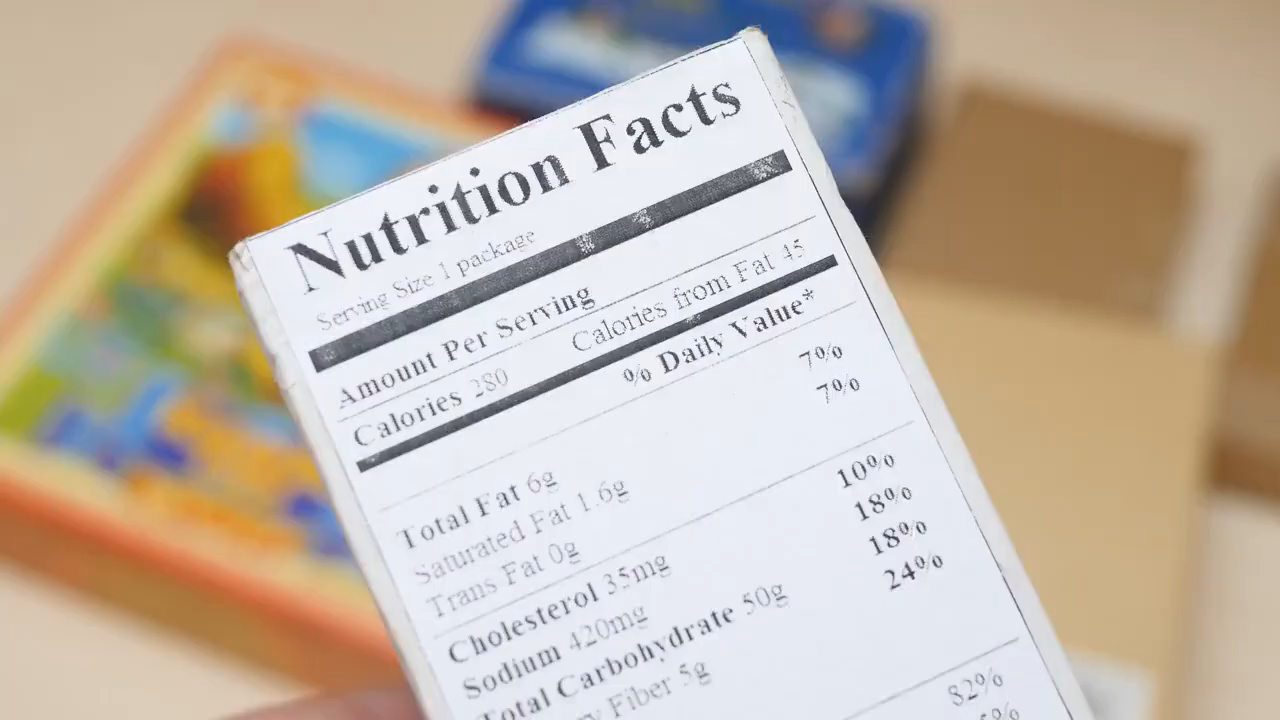 Nutrition Facts
Serving Size 1 package
Amount Per Serving
Calories 280 Calories from Fat 45
% Daily Value*
Total Fat 6g 7%
Saturated Fat 1.6g 7%
Trans Fat 0g
Cholesterol 35mg 10%
Sodium 420mg 18%
Total Carbohydrate 50g 18%
Fiber 5g 24%
82%